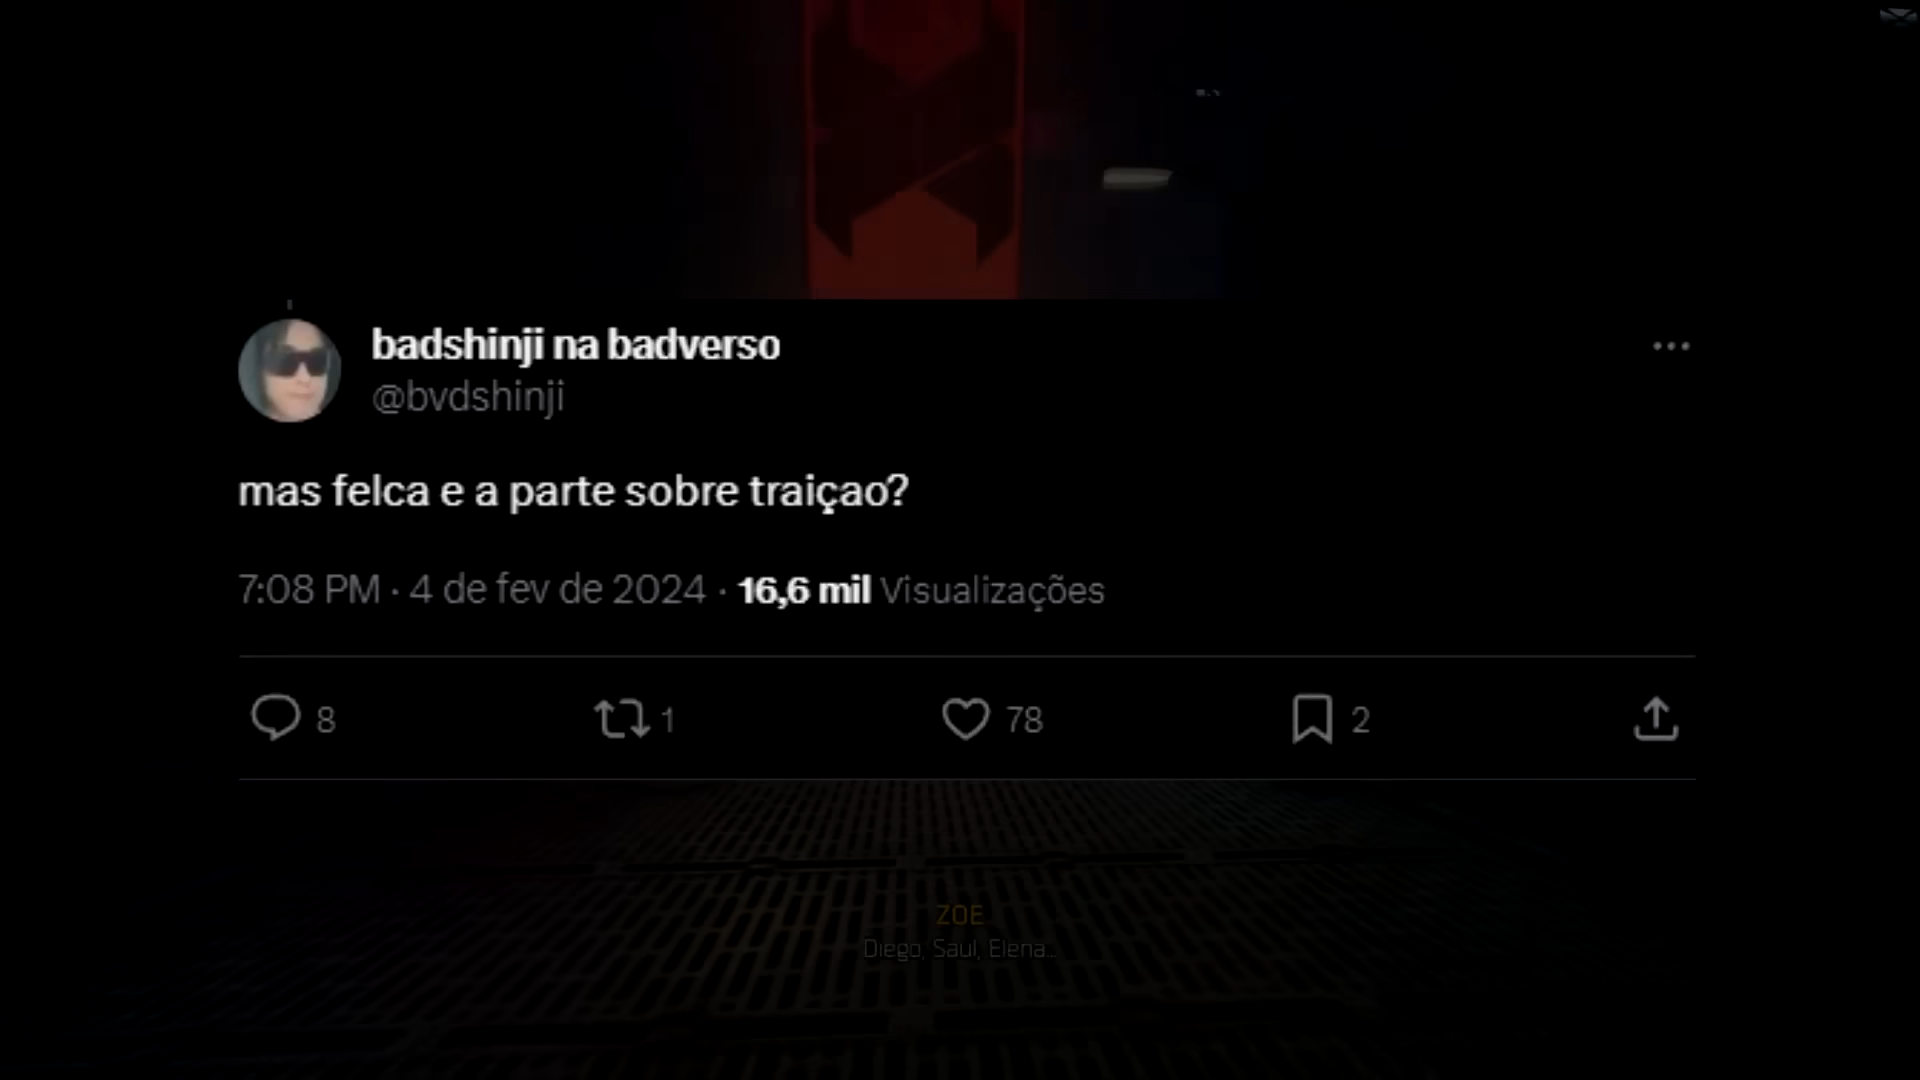 badshinji na badverso
@bvdshinji
mas felca e a parte sobre traiçao?
7:08 PM · 4 de fev de 2024 · 16,6 mil Visualizações
8 1 78 2
ZOE
Diego, Saul, Elena...